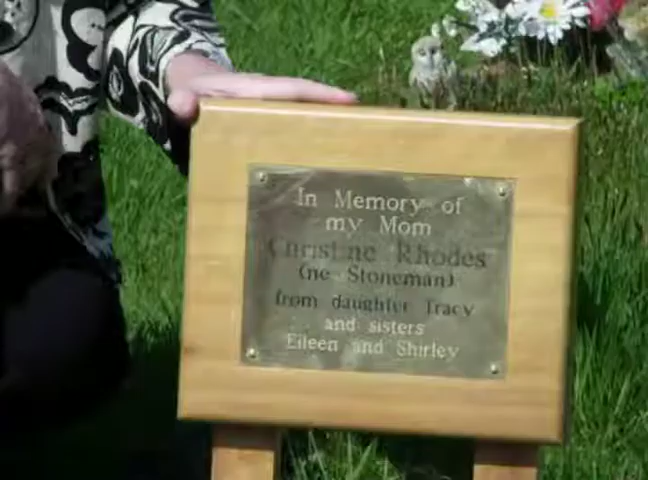 In Memory of
my Mom
Christine Rhodes
(ne Stoneman)
from daughter Tracy
and sisters
Eileen and Shirley